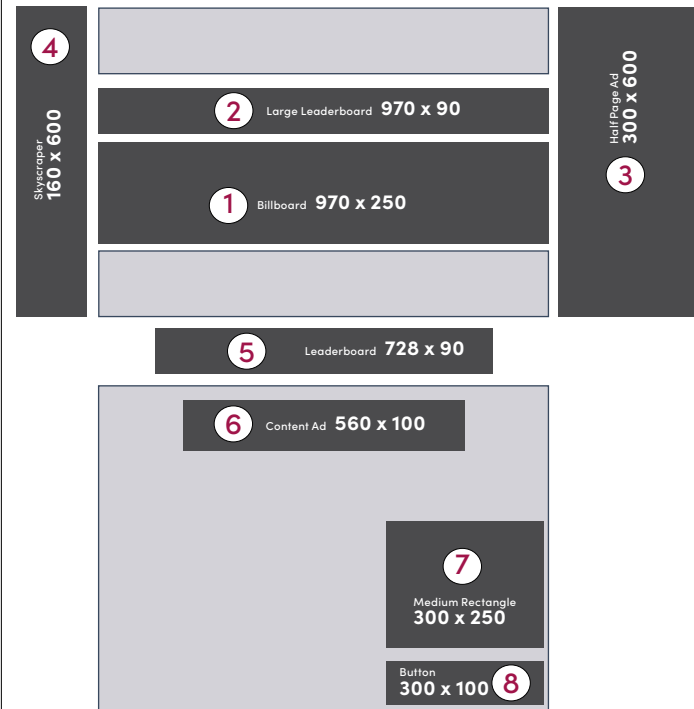 4
Skyscraper
160 x 600
2 Large Leaderboard 970 x 90
1 Billboard 970 x 250
Half Page Ad
300 x 600
3
5 Leaderboard 728 x 90
6 Content Ad 560 x 100
7
Medium Rectangle
300 x 250
Button
300 x 100 8